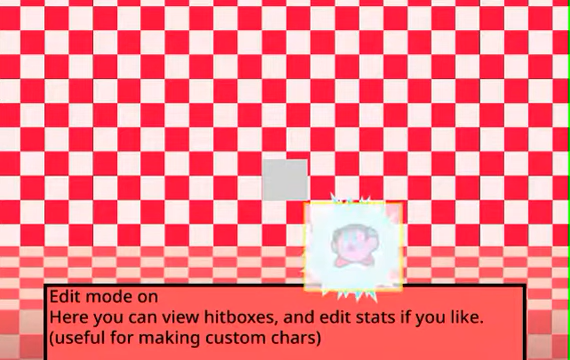 Edit mode on
Here you can view hitboxes, and edit stats if you like.
(useful for making custom chars)